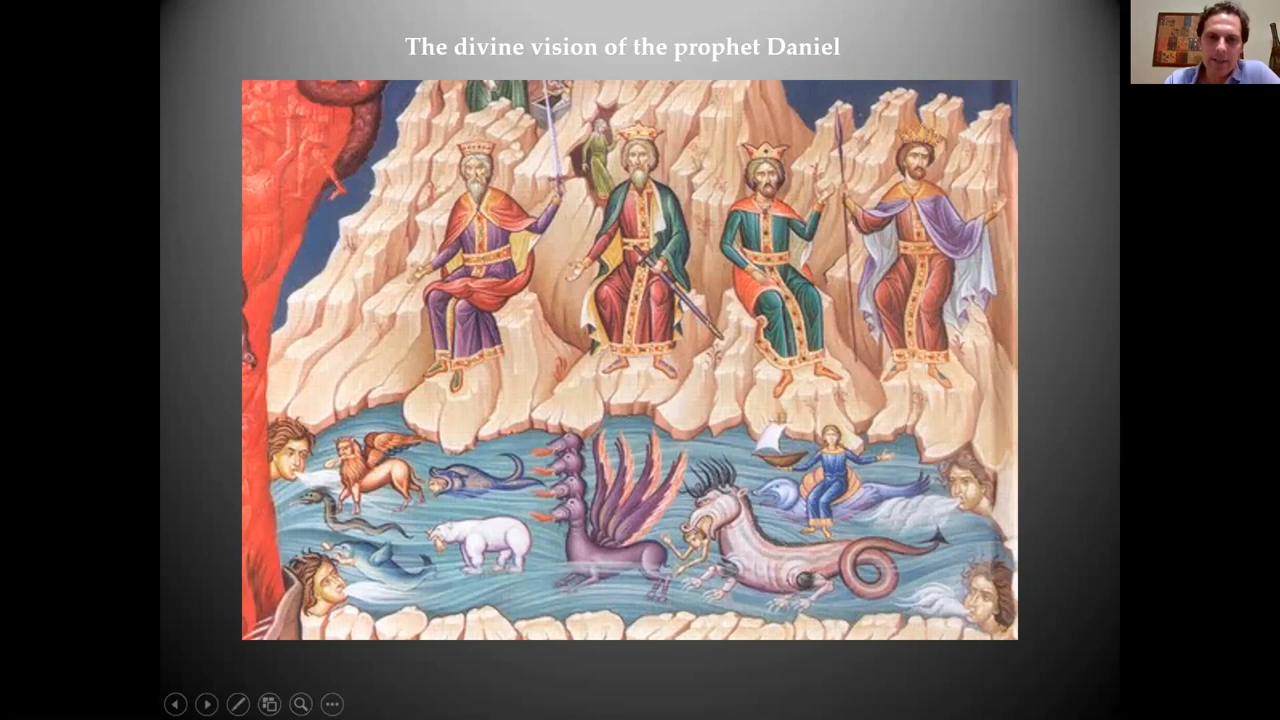 The divine vision of the prophet Daniel